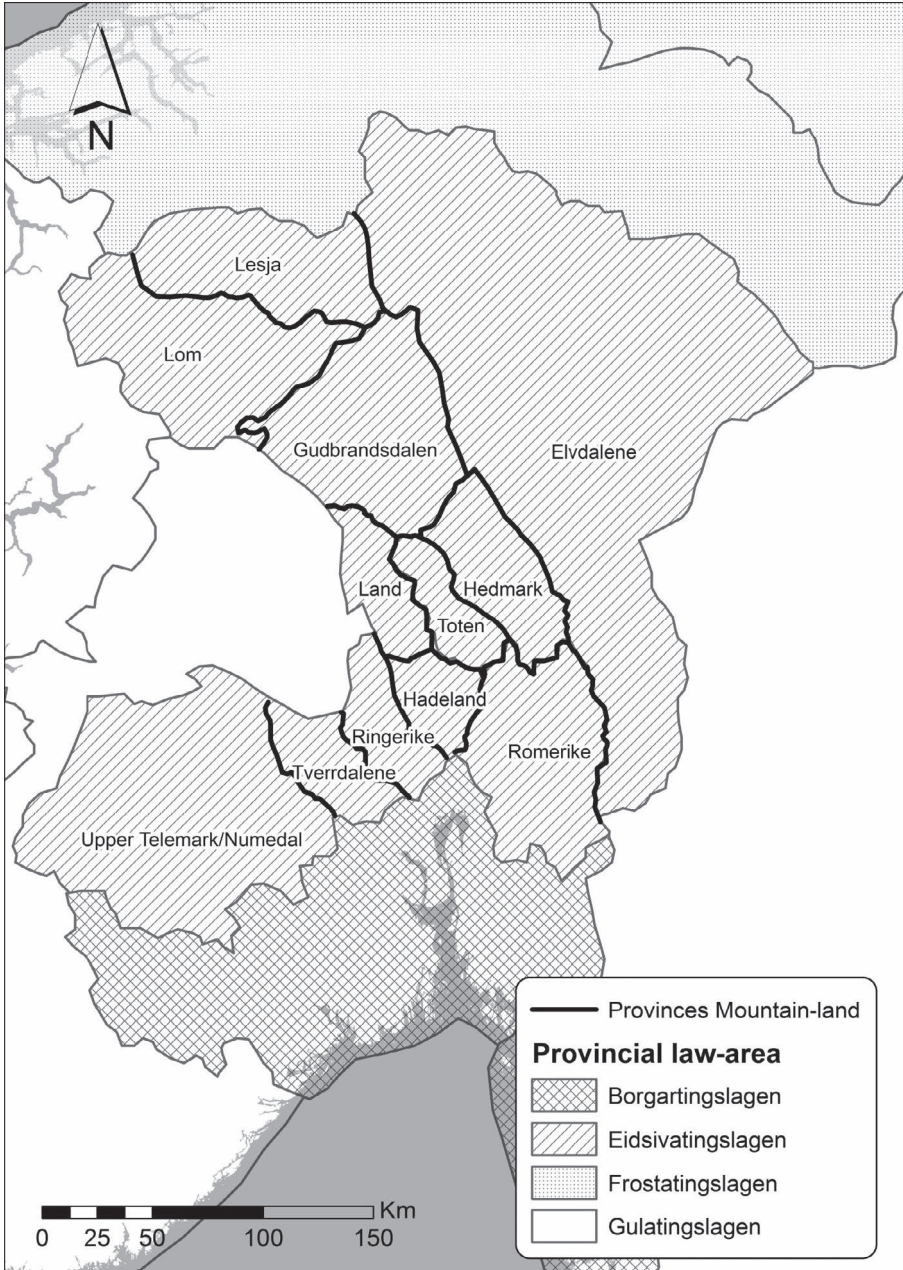 N
Lesja
Lom
Gudbrandsdalen
Elvdalene
Land
Hedmark
Toten
Hadeland
Ringerike
Romerike
Tverrdalene
Upper Telemark/Numedal
Provinces Mountain-land
Provincial law-area
Borgartingslagen
Eidsivatingslagen
Frostatingslagen
Gulatingslagen
Km
0 25 50 100 150